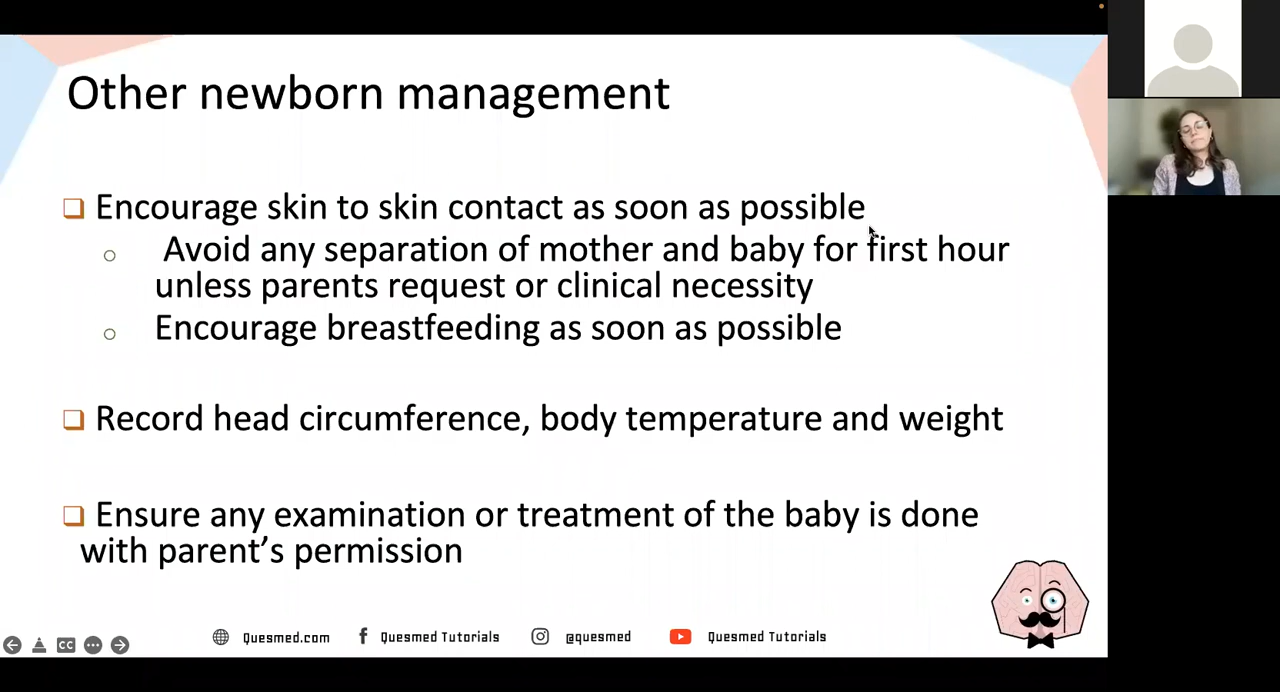 Other newborn management
Encourage skin to skin contact as soon as possible
Avoid any separation of mother and baby for first hour
unless parents request or clinical necessity
Encourage breastfeeding as soon as possible
Record head circumference, body temperature and weight
Ensure any examination or treatment of the baby is done
with parent’s permission
Quesmed.com
f Quesmed Tutorials
@quesmed
Quesmed Tutorials
CC